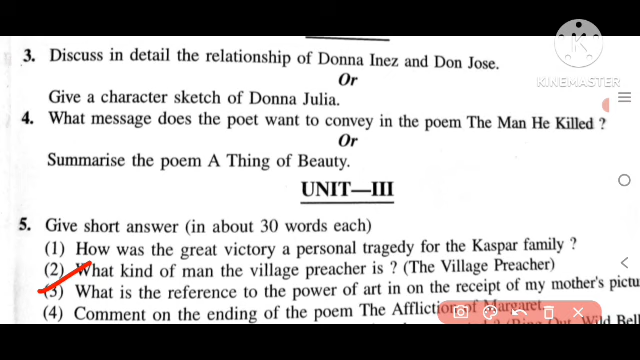 3. Discuss in detail the relationship of Donna Inez and Don Jose.
Or
Give a character sketch of Donna Julia.
4. What message does the poet want to convey in the poem The Man He Killed ?
Or
Summarise the poem A Thing of Beauty.
UNIT—III
5. Give short answer (in about 30 words each)
(1) How was the great victory a personal tragedy for the Kaspar family ?
(2) What kind of man the village preacher is ? (The Village Preacher)
(3) What is the reference to the power of art in on the receipt of my mother's pictu
(4) Comment on the ending of the poem The Affliction of Margaret.
Wild Bell
KINEMASTER